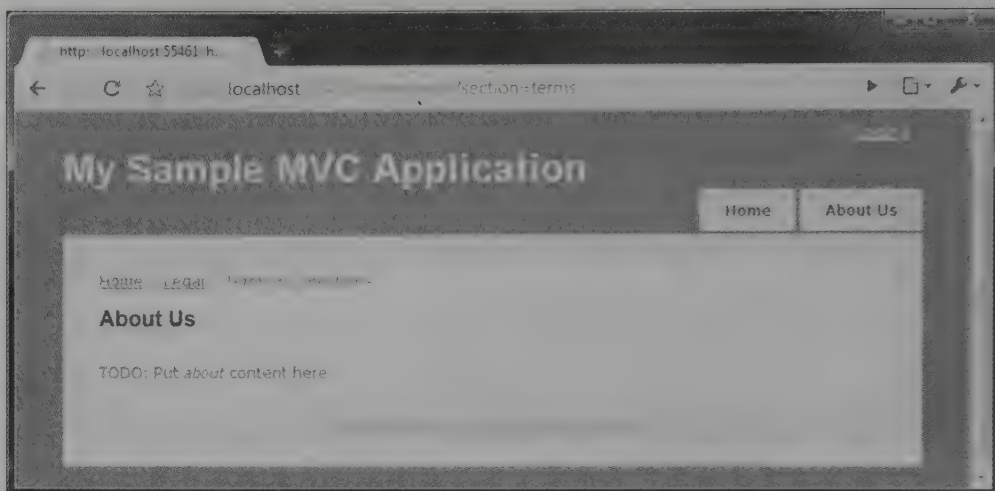 http: localhost 55461 h...
localhost ?section=terms
My Sample MVC Application
Home About Us
Home Legal
About Us
TODO: Put about content here